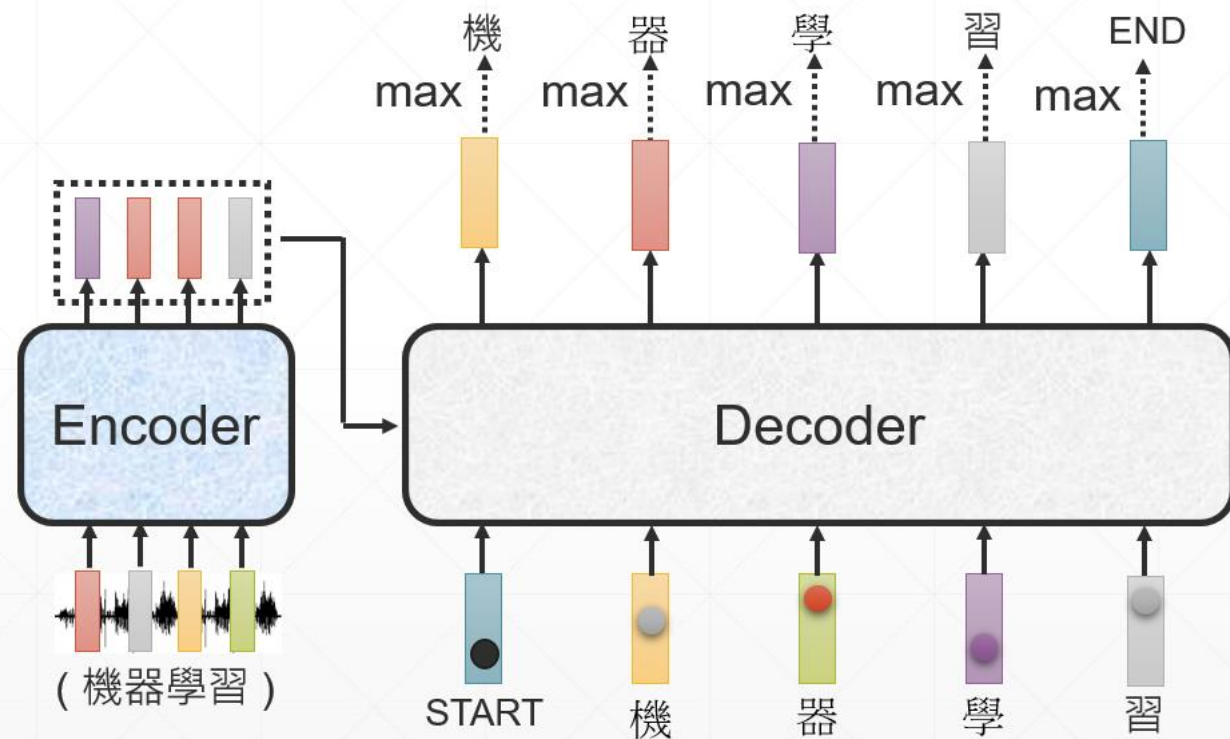 機 器 學 習 END
max max max max max
Encoder
Decoder
( 機器學習 )
START 機 器 學 習